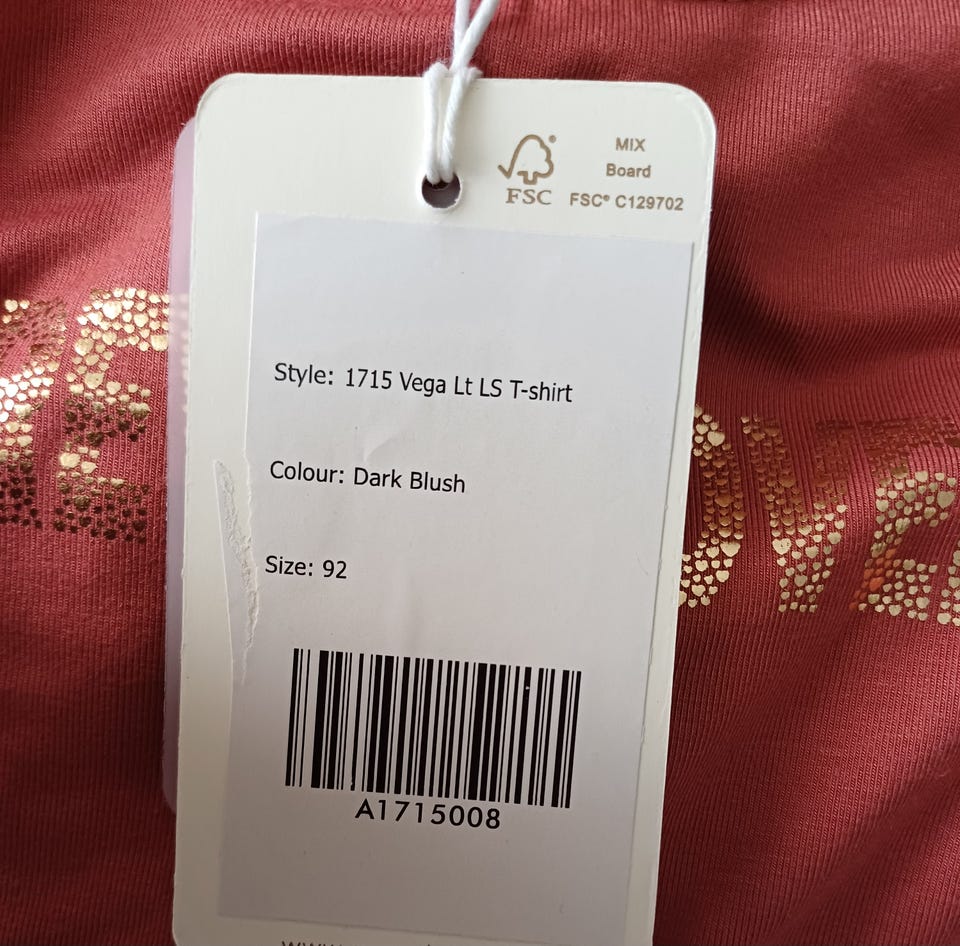 MIX
Board
FSC® C129702
FSC
Style: 1715 Vega Lt LS T-shirt
Colour: Dark Blush
Size: 92
A1715008